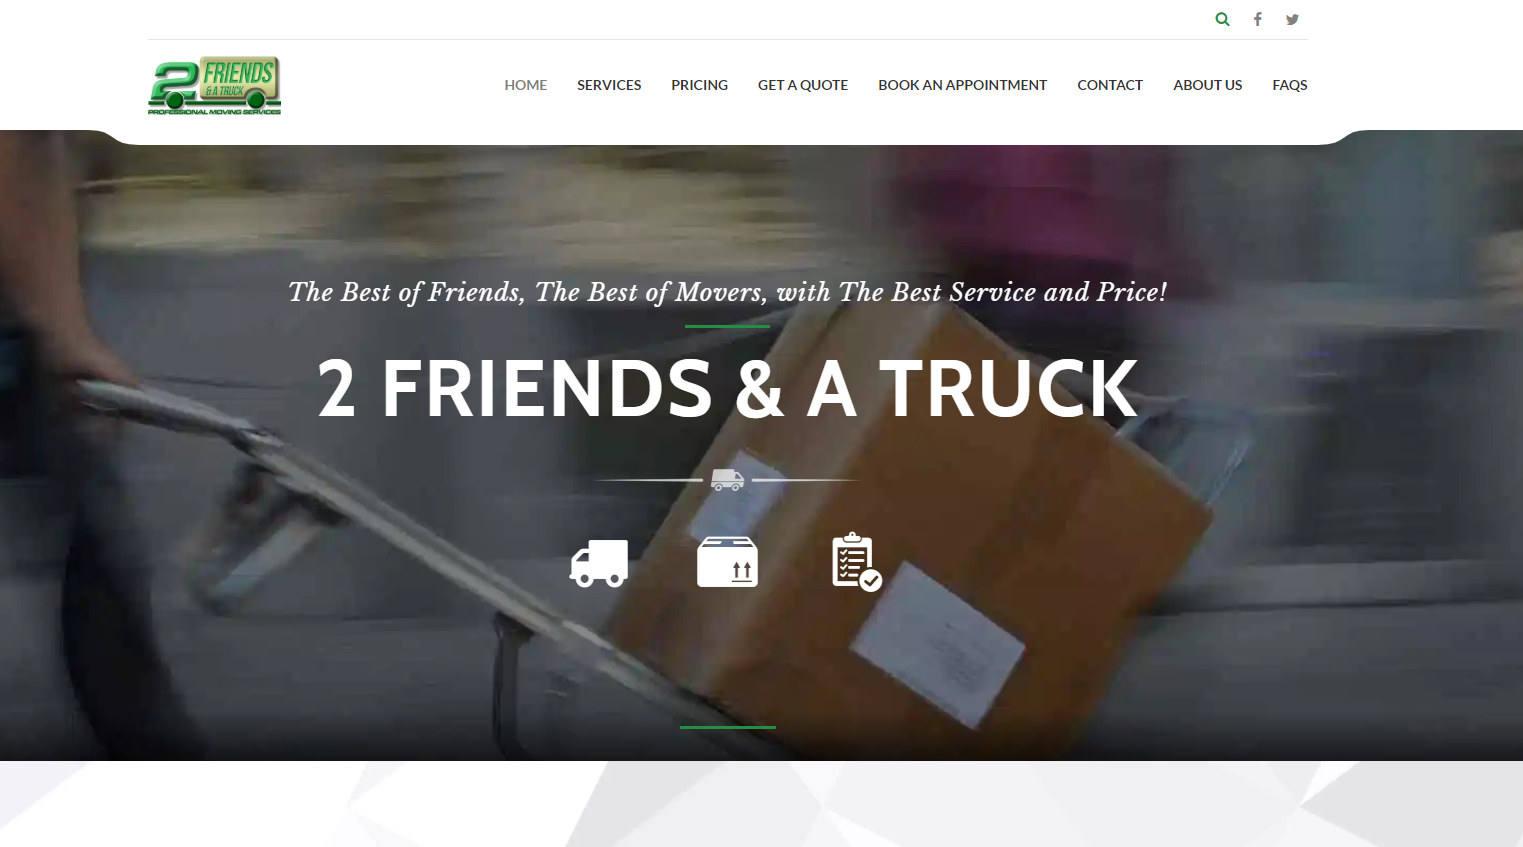 2 FRIENDS
& A TRUCK
PROFESSIONAL MOVING SERVICES
HOME SERVICES PRICING GET A QUOTE BOOK AN APPOINTMENT CONTACT ABOUT US FAQS
The Best of Friends, The Best of Movers, with The Best Service and Price!
2 FRIENDS & A TRUCK